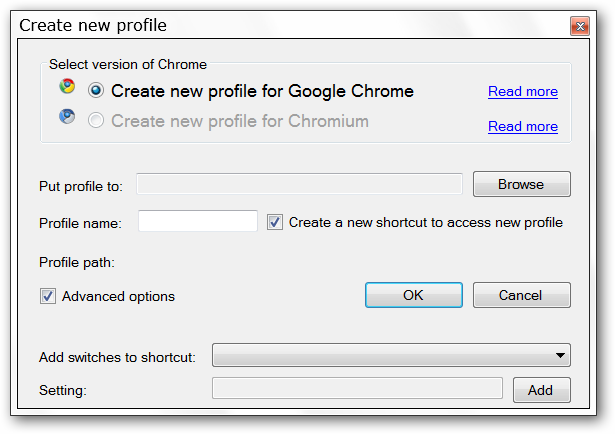 Create new profile
Select version of Chrome
Create new profile for Google Chrome Read more
Create new profile for Chromium Read more
Put profile to: Browse
Profile name: Create a new shortcut to access new profile
Profile path:
Advanced options OK Cancel
Add switches to shortcut:
Setting: Add